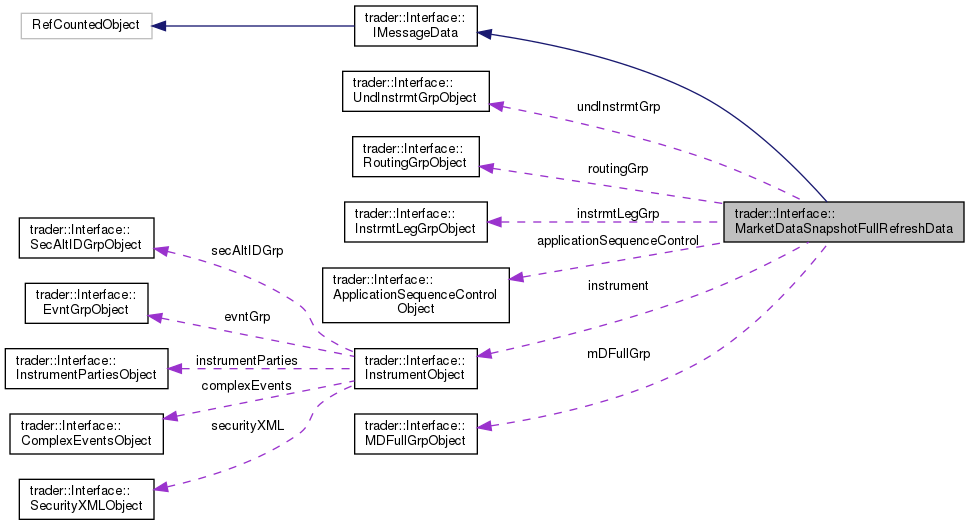 RefCountedObject
trader::Interface::
IMessageData
trader::Interface::
UndInstrmtGrpObject
undInstrmtGrp
trader::Interface::
RoutingGrpObject
routingGrp
trader::Interface::
InstrmtLegGrpObject
instrmtLegGrp
trader::Interface::
MarketDataSnapshotFullRefreshData
trader::Interface::
SecAltIDGrpObject
secAltIDGrp
applicationSequenceControl
trader::Interface::
ApplicationSequenceControl
Object
instrument
trader::Interface::
EvntGrpObject
evntGrp
trader::Interface::
InstrumentPartiesObject
instrumentParties
trader::Interface::
InstrumentObject
mDFullGrp
complexEvents
trader::Interface::
ComplexEventsObject
securityXML
trader::Interface::
MDFullGrpObject
trader::Interface::
SecurityXMLObject